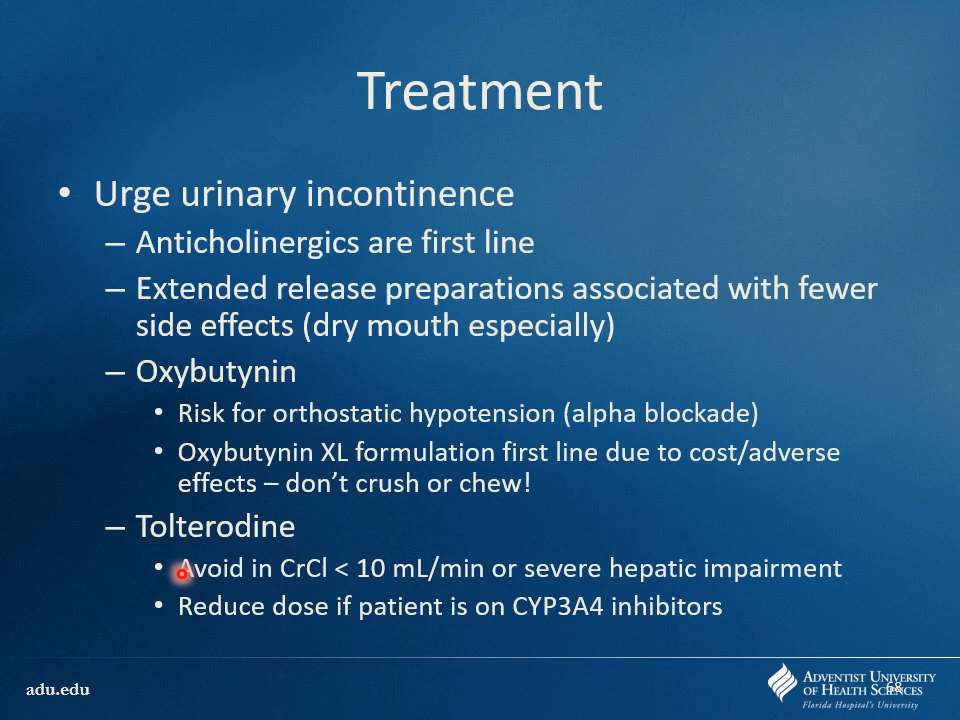 Treatment
• Urge urinary incontinence
– Anticholinergics are first line
– Extended release preparations associated with fewer
side effects (dry mouth especially)
– Oxybutynin
• Risk for orthostatic hypotension (alpha blockade)
• Oxybutynin XL formulation first line due to cost/adverse
effects – don't crush or chew!
– Tolterodine
• Avoid in CrCl < 10 mL/min or severe hepatic impairment
• Reduce dose if patient is on CYP3A4 inhibitors
adu.edu
ADVENTIST UNIVERSITY
OF HEALTH SCIENCES
Florida Hospital's University
68